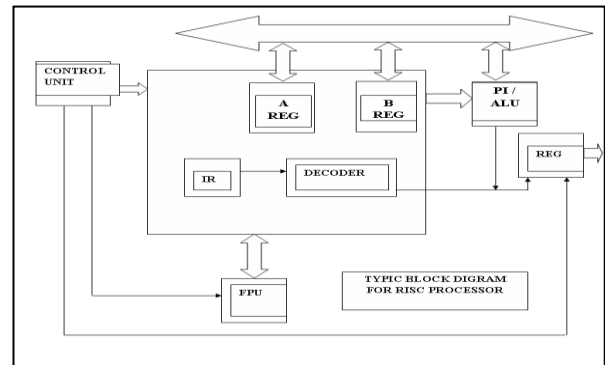 CONTROL
UNIT
A
REG
B
REG
PI /
ALU
REG
IR
DECODER
FPU
TYPIC BLOCK DIGRAM
FOR RISC PROCESSOR